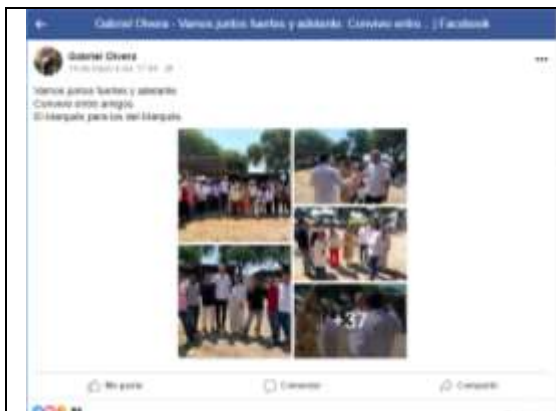 Gabriel Olvera - Vamos juntos fuertes y adelante. Convivio entre ... | Facebook
Gabriel Olvera
Vamos juntos fuertes y adelante
Convivio entre amigos
El Marqués para los del Marqués
+37
Me gusta
Comentar
Compartir